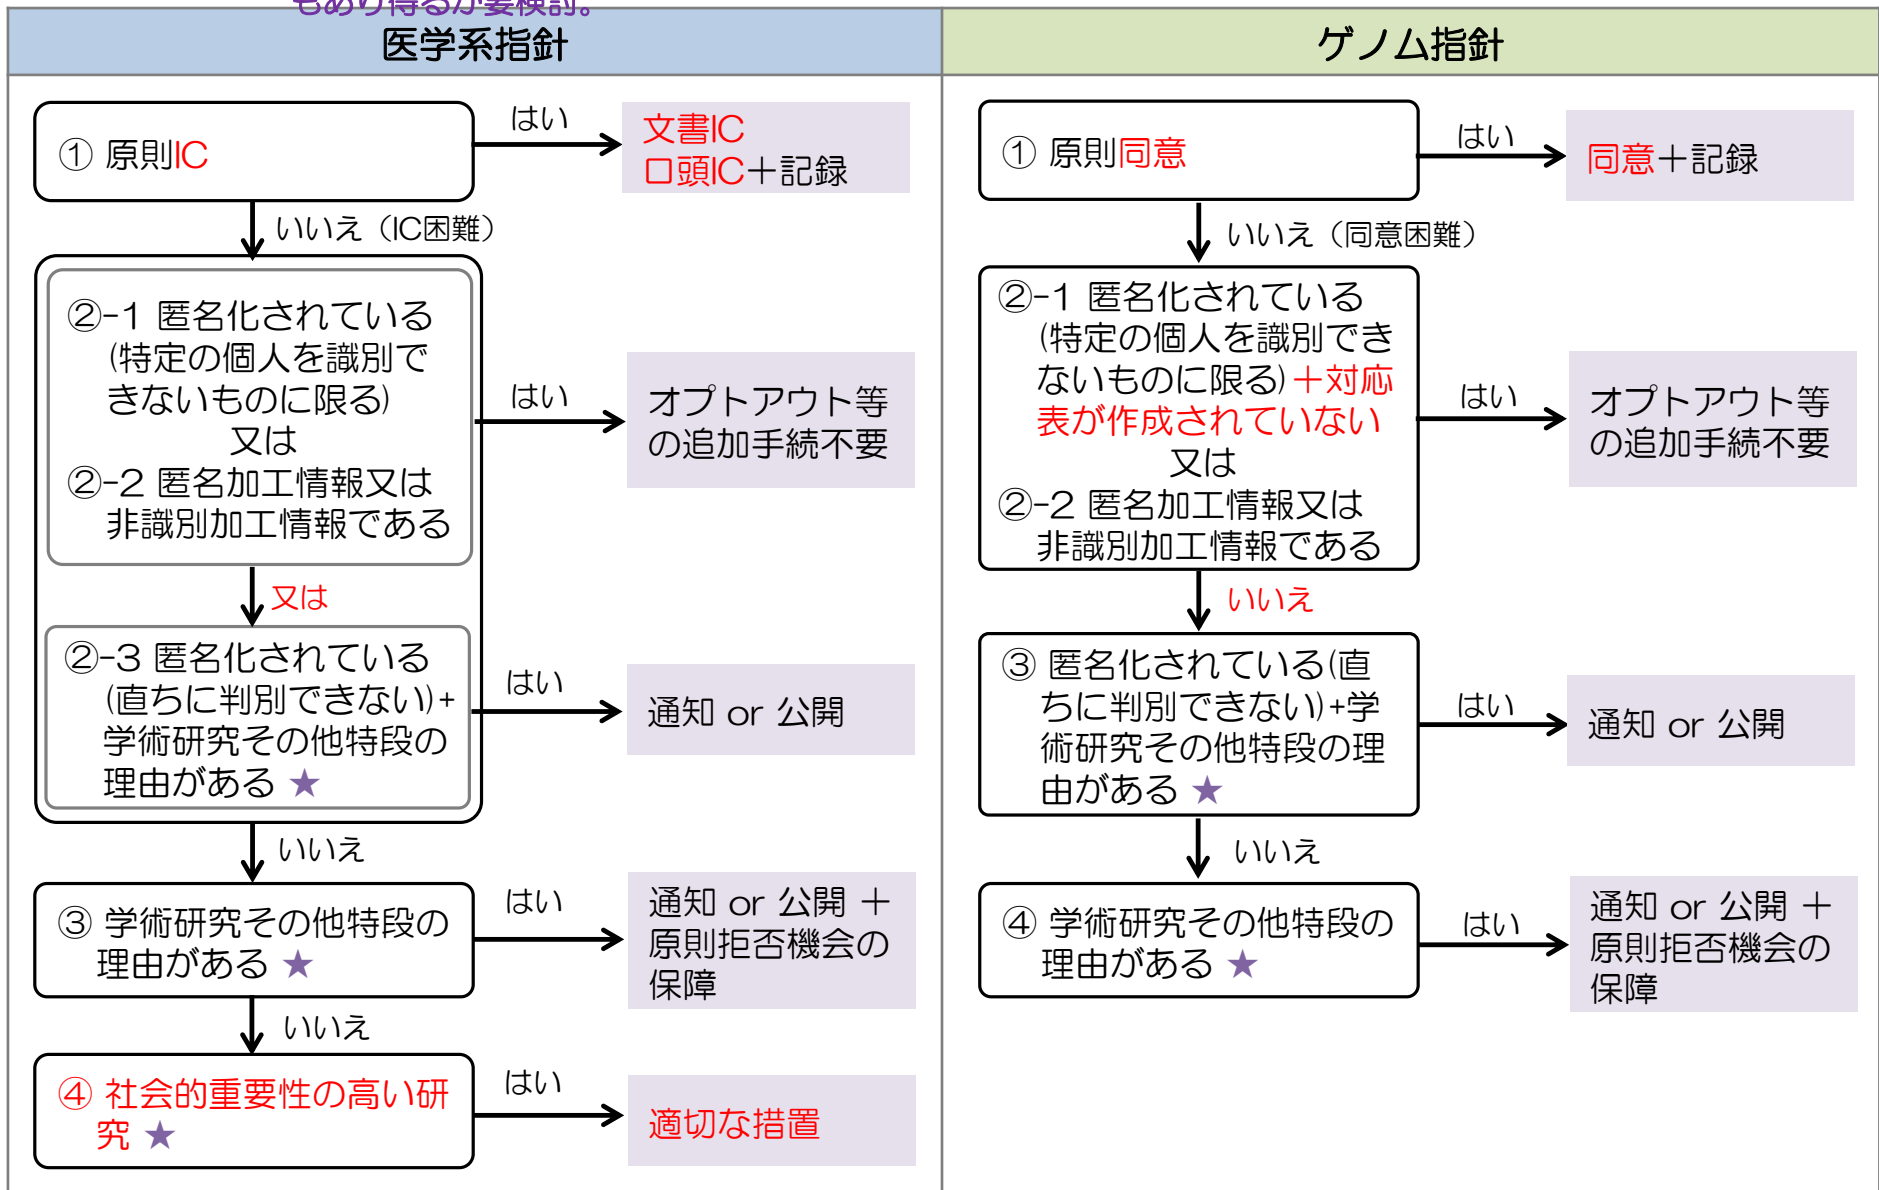 もあり得るか要検討。
医学系指針
① 原則IC
はい
文書IC
口頭IC＋記録
いいえ（IC困難）
②-1 匿名化されている
(特定の個人を識別で
きないものに限る)
又は
②-2 匿名加工情報又は
非識別加工情報である
はい
オプトアウト等
の追加手続不要
又は
②-3 匿名化されている
(直ちに判別できない)+
学術研究その他特段の
理由がある ★
はい
通知 or 公開
いいえ
③ 学術研究その他特段の
理由がある ★
はい
通知 or 公開 ＋
原則拒否機会の
保障
いいえ
④ 社会的重要性の高い研
究 ★
はい
適切な措置
ゲノム指針
① 原則同意
はい
同意＋記録
いいえ（同意困難）
②-1 匿名化されている
(特定の個人を識別でき
ないものに限る)＋対応
表が作成されていない
又は
②-2 匿名加工情報又は
非識別加工情報である
はい
オプトアウト等
の追加手続不要
いいえ
③ 匿名化されている(直
ちに判別できない)+学
術研究その他特段の理
由がある ★
はい
通知 or 公開
いいえ
④ 学術研究その他特段の
理由がある ★
はい
通知 or 公開 ＋
原則拒否機会の
保障